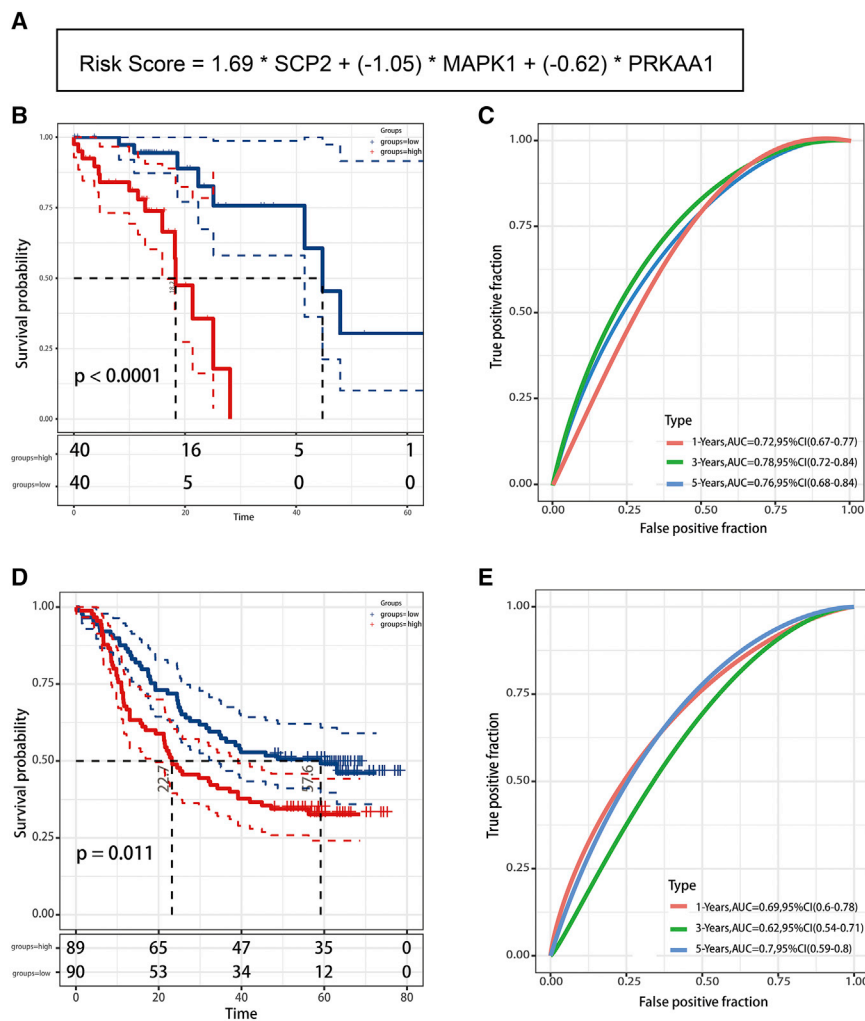 A
Risk Score = 1.69 * SCP2 + (-1.05) * MAPK1 + (-0.62) * PRKAA1
B
Groups
groups=low
groups=high
1.00
0.75
0.50
0.25
0.00
Survival probability
18.2
p < 0.0001
groups=high 40 16 5 1
groups=low 40 5 0 0
0 20 40 60
Time
C
1.00
0.75
0.50
0.25
0.00
True positive fraction
Type
1-Years,AUC=0.72,95%CI(0.67-0.77)
3-Years,AUC=0.78,95%CI(0.72-0.84)
5-Years,AUC=0.76,95%CI(0.68-0.84)
0.00 0.25 0.50 0.75 1.00
False positive fraction
D
Groups
groups=low
groups=high
1.00
0.75
0.50
0.25
0.00
Survival probability
22.7
57.6
p = 0.011
groups=high 89 65 47 35 0
groups=low 90 53 34 12 0
0 20 40 60 80
Time
E
1.00
0.75
0.50
0.25
0.00
True positive fraction
Type
1-Years,AUC=0.69,95%CI(0.6-0.78)
3-Years,AUC=0.62,95%CI(0.54-0.71)
5-Years,AUC=0.7,95%CI(0.59-0.8)
0.00 0.25 0.50 0.75 1.00
False positive fraction